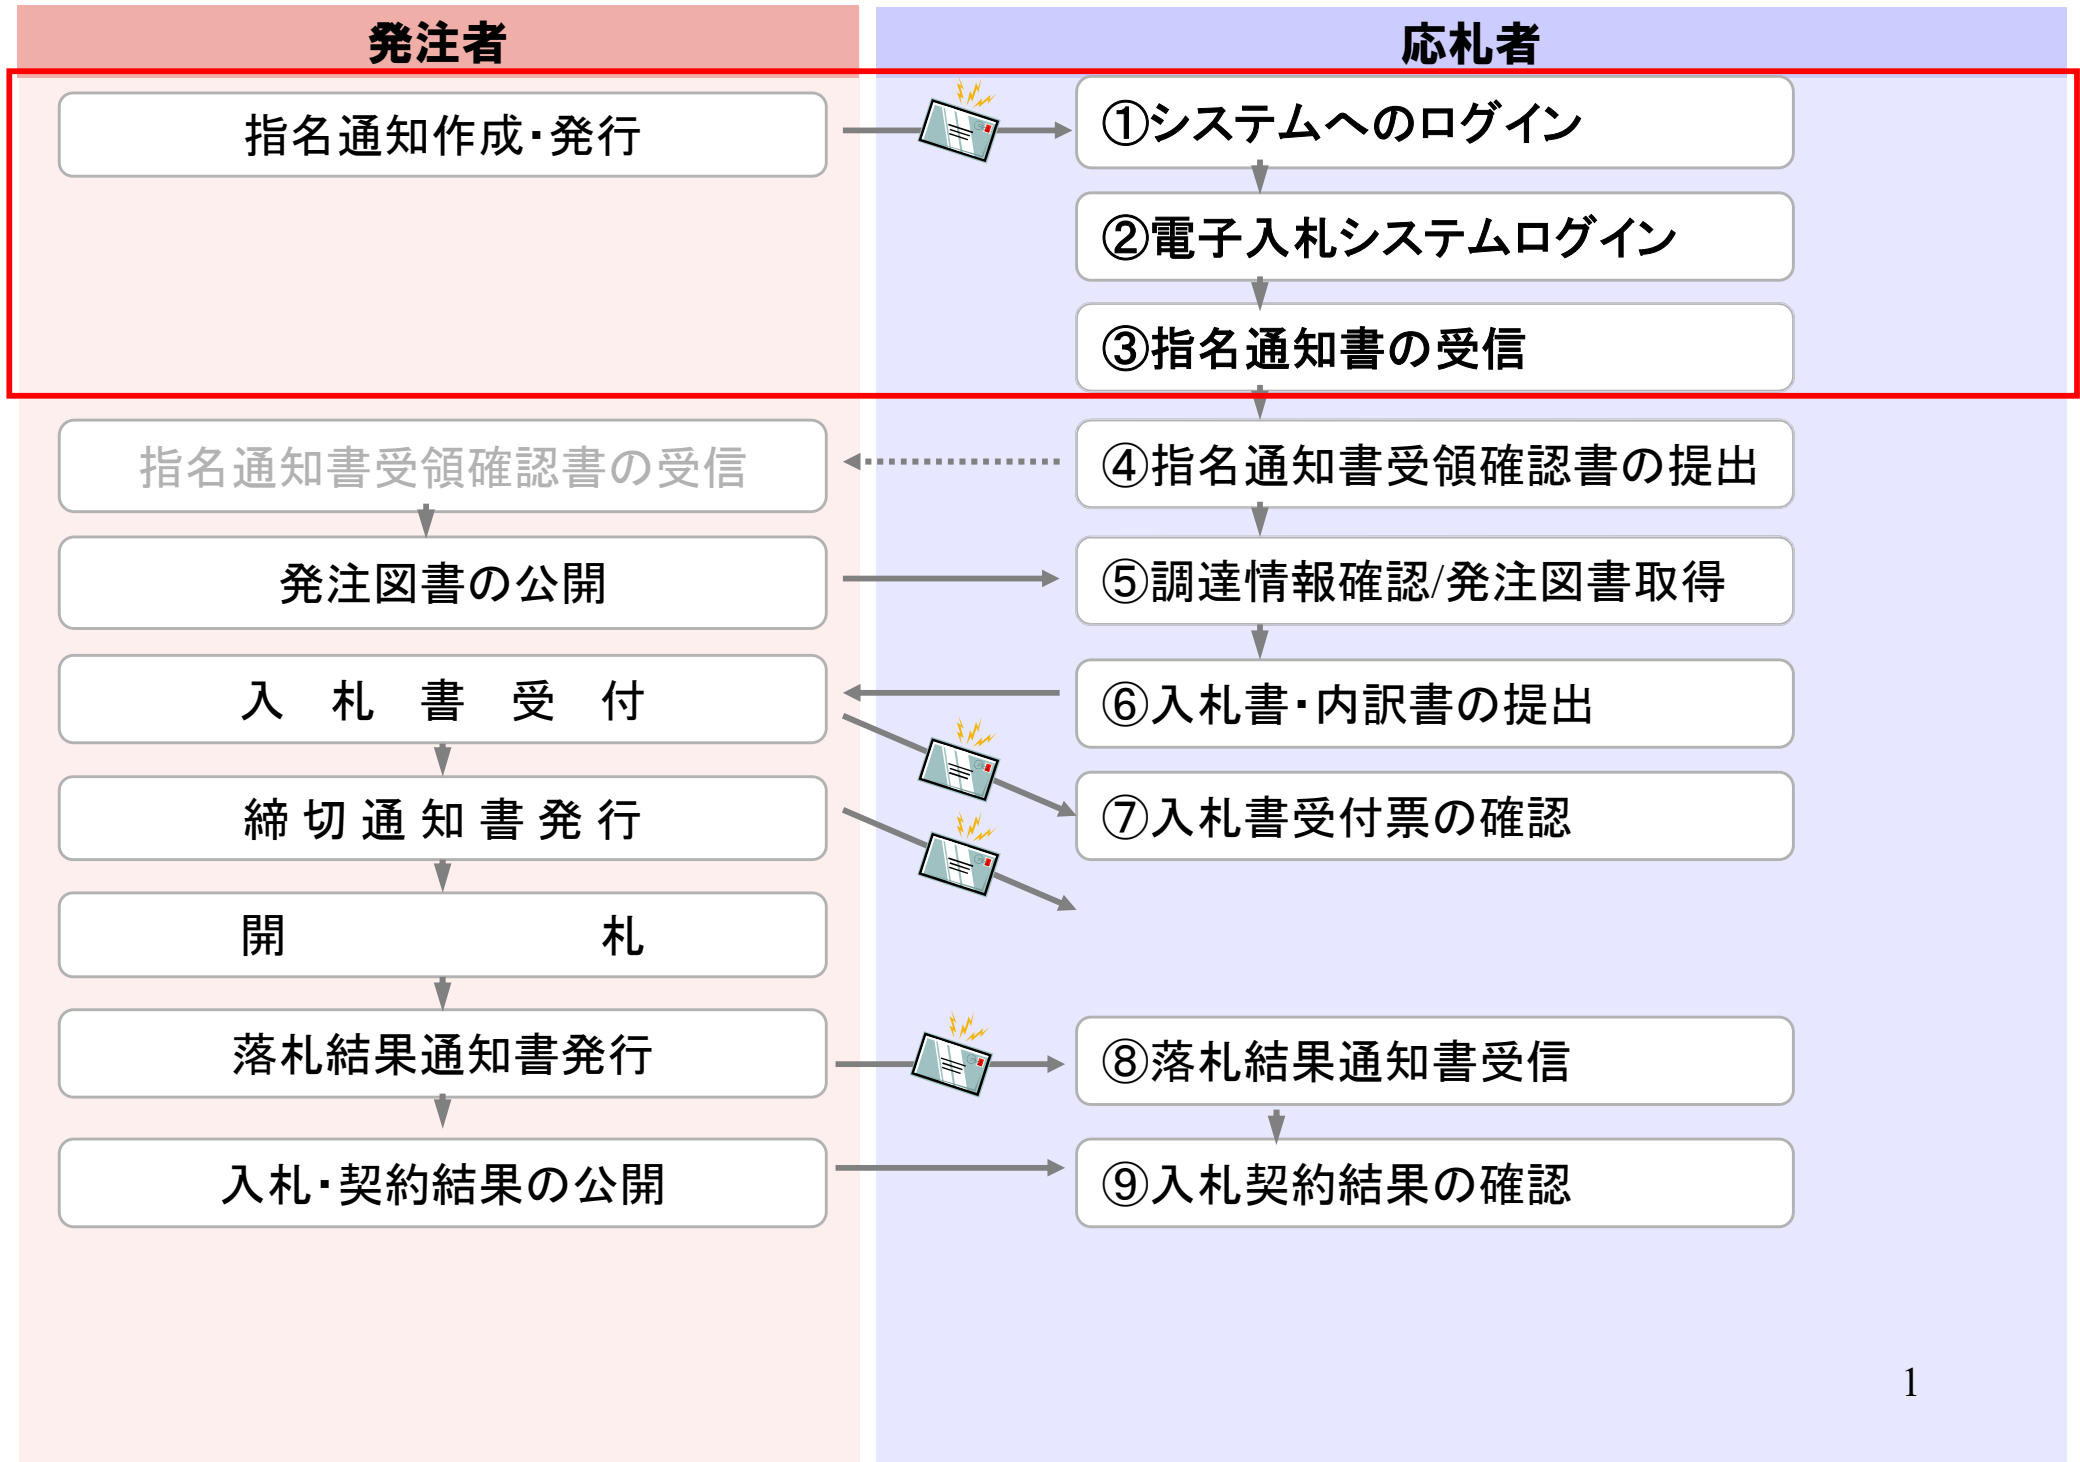 発注者
応札者
指名通知作成・発行
①システムへのログイン
②電子入札システムログイン
③指名通知書の受信
指名通知書受領確認書の受信
④指名通知書受領確認書の提出
発注図書の公開
⑤調達情報確認/発注図書取得
入　札　書　受　付
⑥入札書・内訳書の提出
締切通知書発行
⑦入札書受付票の確認
開　　　　　　　札
落札結果通知書発行
⑧落札結果通知書受信
入札・契約結果の公開
⑨入札契約結果の確認
1